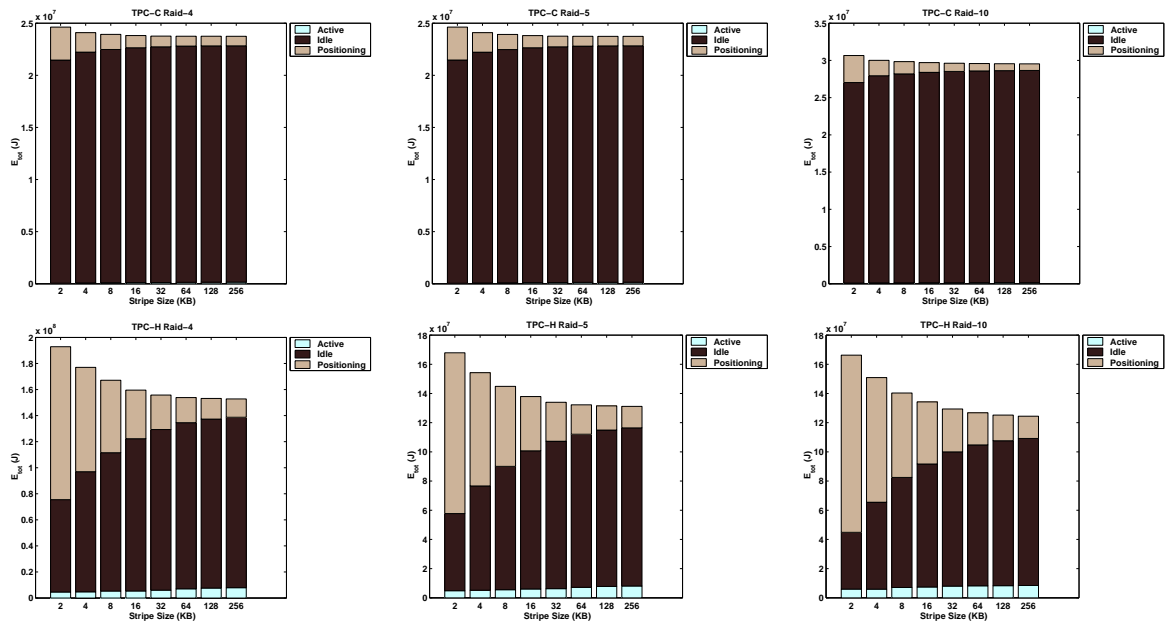 TPC−C Raid−4
x 10^7
2.5
2
1.5
1
0.5
0
E_tot (J)
2 4 8 16 32 64 128 256
Stripe Size (KB)
Active
Idle
Positioning
TPC−C Raid−5
x 10^7
2.5
2
1.5
1
0.5
0
E_tot (J)
2 4 8 16 32 64 128 256
Stripe Size (KB)
Active
Idle
Positioning
TPC−C Raid−10
x 10^7
3.5
3
2.5
2
1.5
1
0.5
0
E_tot (J)
2 4 8 16 32 64 128 256
Stripe Size (KB)
Active
Idle
Positioning
TPC−H Raid−4
x 10^8
2
1.8
1.6
1.4
1.2
1
0.8
0.6
0.4
0.2
0
E_tot (J)
2 4 8 16 32 64 128 256
Stripe Size (KB)
Active
Idle
Positioning
TPC−H Raid−5
x 10^7
18
16
14
12
10
8
6
4
2
0
E_tot (J)
2 4 8 16 32 64 128 256
Stripe Size (KB)
Active
Idle
Positioning
TPC−H Raid−10
x 10^7
18
16
14
12
10
8
6
4
2
0
E_tot (J)
2 4 8 16 32 64 128 256
Stripe Size (KB)
Active
Idle
Positioning